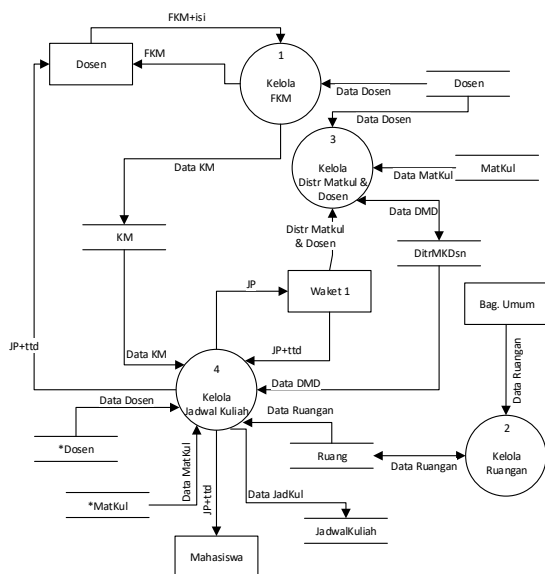 FKM+isi
Dosen
FKM
1
Kelola
FKM
Data Dosen
Dosen
Data Dosen
3
Kelola
Distr Matkul &
Dosen
Data MatKul
MatKul
Data KM
Data DMD
KM
Distr Matkul
& Dosen
DitrMKDsn
JP
Waket 1
Bag. Umum
JP+ttd
Data KM
JP+ttd
Data Ruangan
4
Kelola
Jadwal Kuliah
Data DMD
Data Dosen
Data Ruangan
2
Kelola
Ruangan
*Dosen
Data MatKul
Ruang
Data Ruangan
*MatKul
JP+ttd
Data JadKul
JadwalKuliah
Mahasiswa